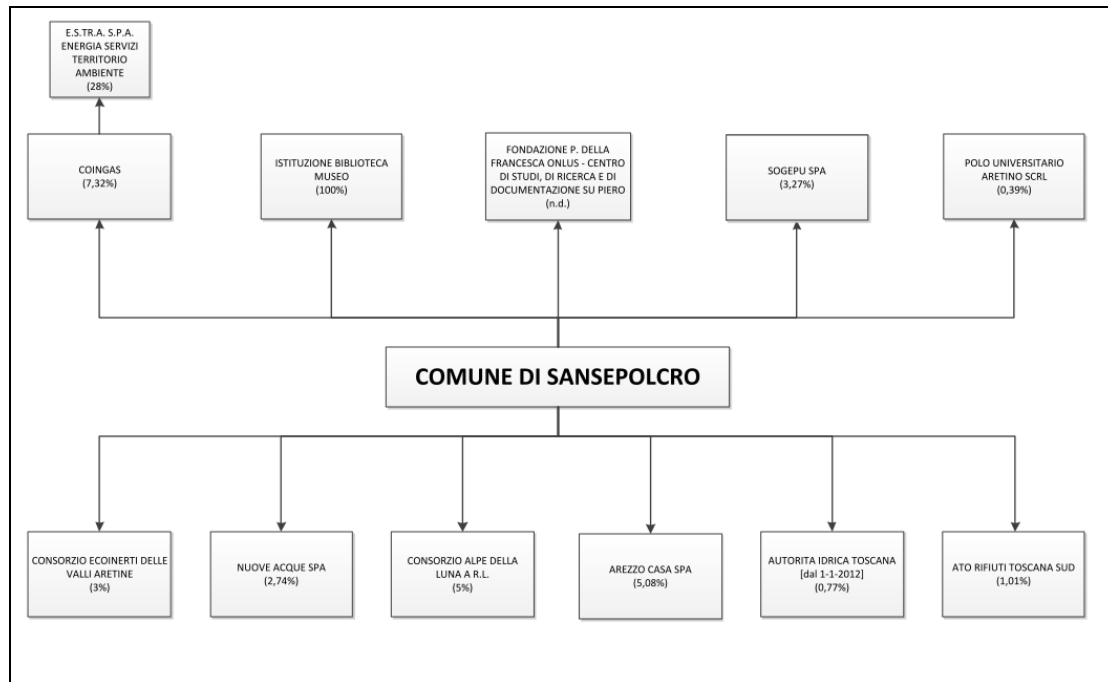 E.S.TR.A. S.P.A.
ENERGIA SERVIZI
TERRITORIO
AMBIENTE
(28%)
COINGAS
(7,32%)
ISTITUZIONE BIBLIOTECA
MUSEO
(100%)
FONDAZIONE P. DELLA
FRANCESCA ONLUS - CENTRO
DI STUDI, DI RICERCA E DI
DOCUMENTAZIONE SU PIERO
(n.d.)
SOGEPU SPA
(3,27%)
POLO UNIVERSITARIO
ARETINO SCRL
(0,39%)
COMUNE DI SANSEPOLCRO
CONSORZIO ECOINERTI DELLE
VALLI ARETINE
(3%)
NUOVE ACQUE SPA
(2,74%)
CONSORZIO ALPE DELLA
LUNA A R.L.
(5%)
AREZZO CASA SPA
(5,08%)
AUTORITA IDRICA TOSCANA
[dal 1-1-2012]
(0,77%)
ATO RIFIUTI TOSCANA SUD
(1,01%)